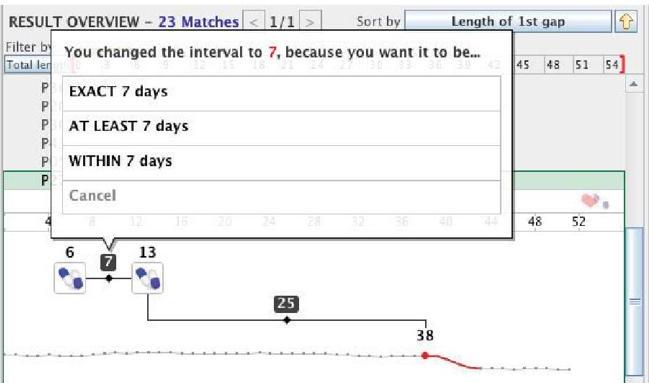 RESULT OVERVIEW – 23 Matches < 1/1 > Sort by Length of 1st gap
Filter by
You changed the interval to 7, because you want it to be...
Total length 45 48 51 54
EXACT 7 days
AT LEAST 7 days
WITHIN 7 days
Cancel
4 8 12 16 20 24 28 32 36 40 44 48 52
6 7 13
25
38